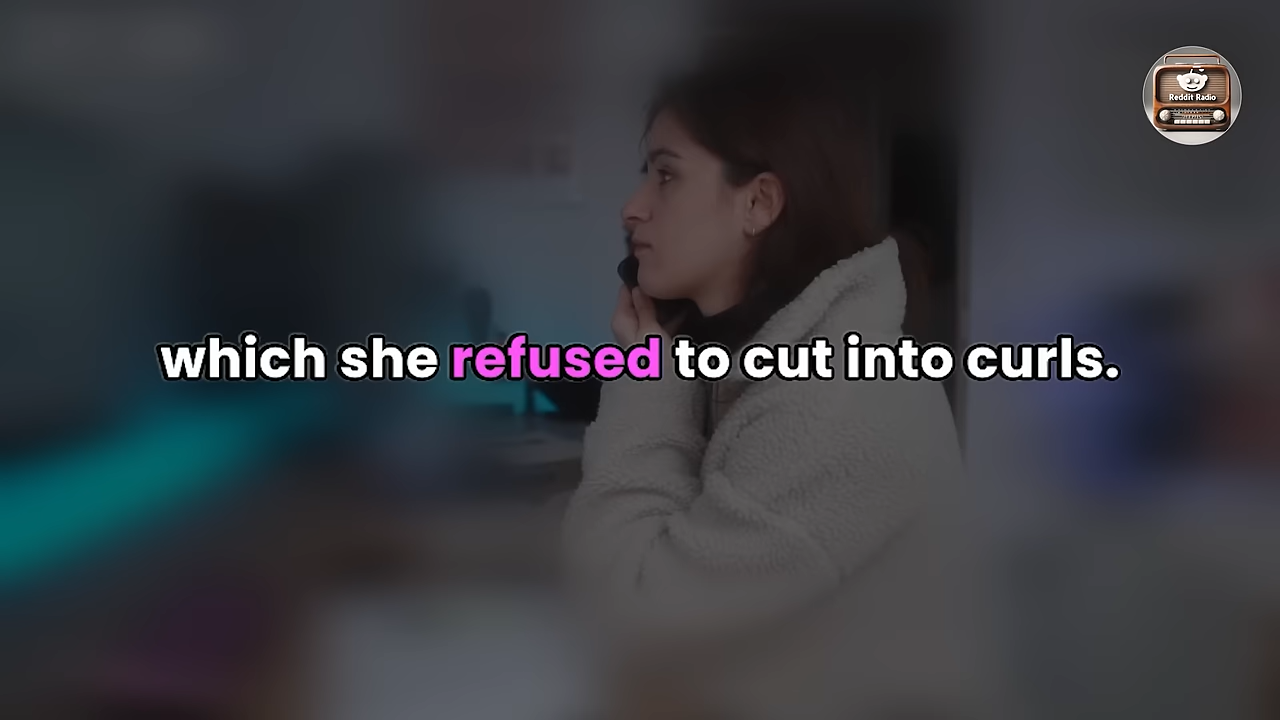 Reddit Radio
which she refused to cut into curls.